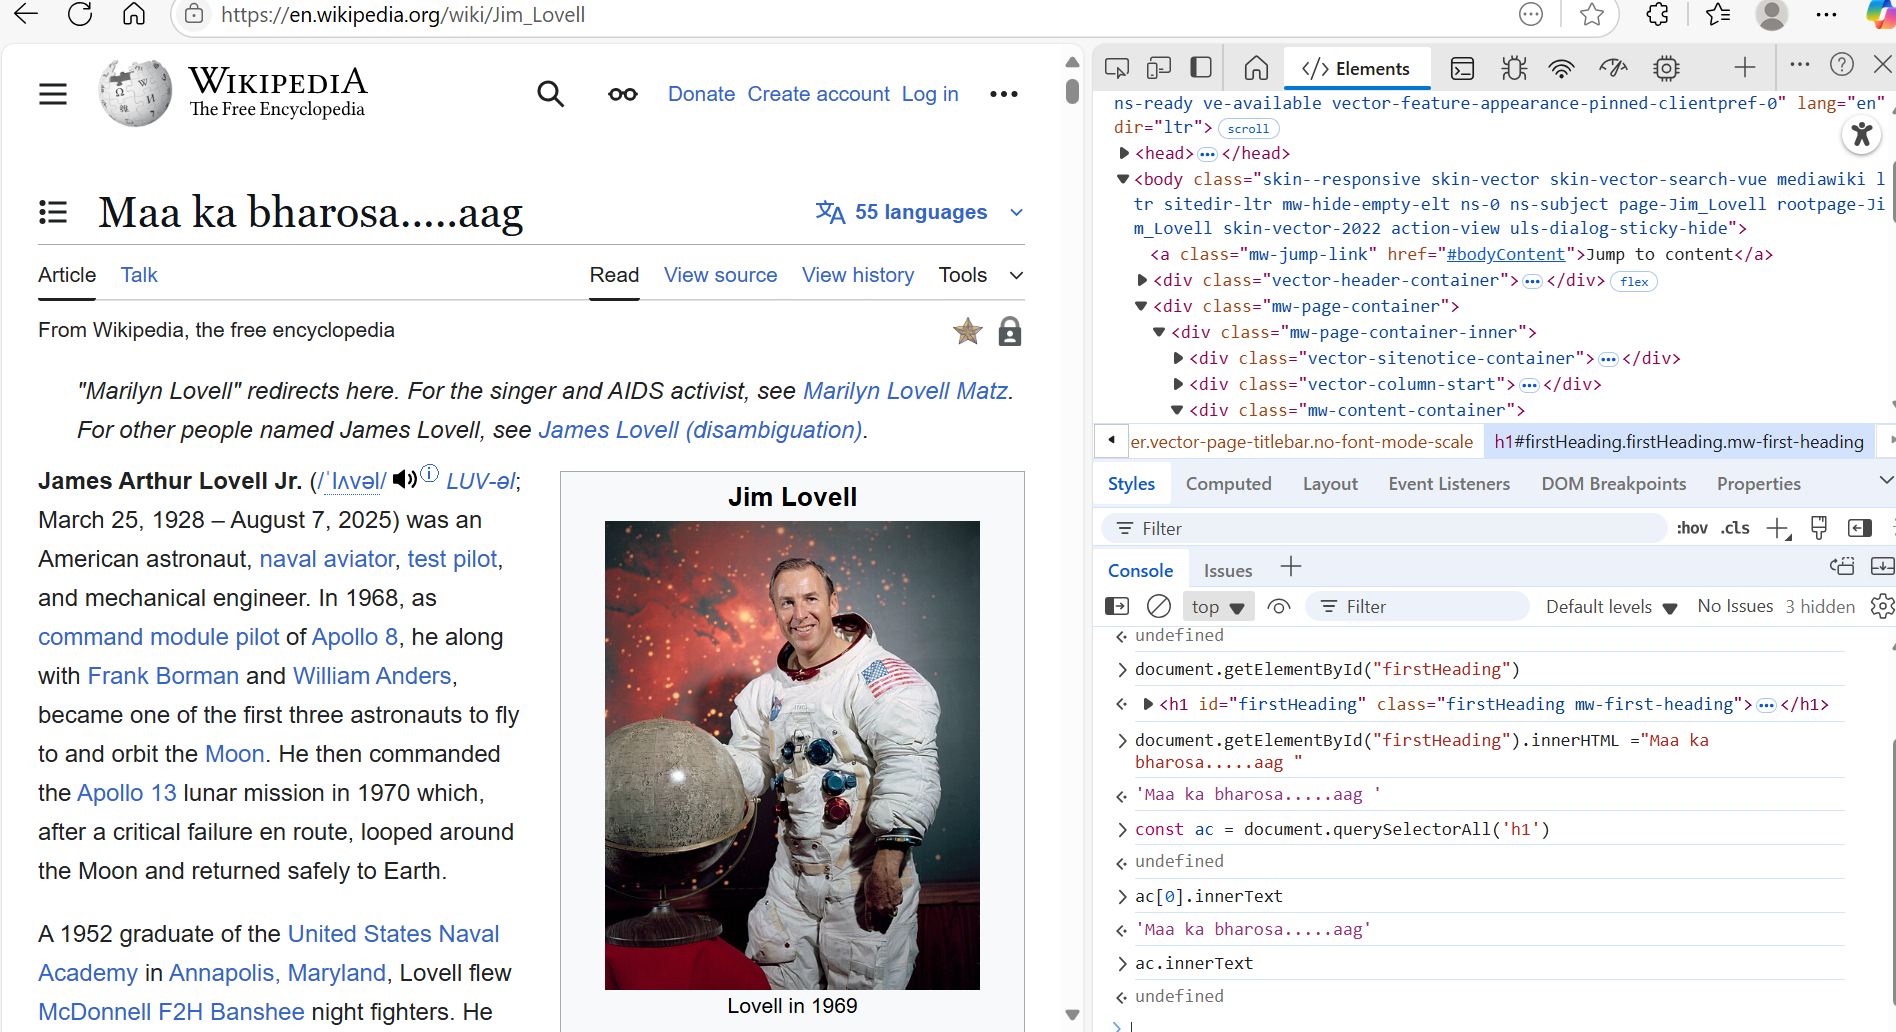 https://en.wikipedia.org/wiki/Jim_Lovell
WIKIPEDIA
The Free Encyclopedia
Donate Create account Log in
Maa ka bharosa.....aag
55 languages
Article Talk Read View source View history Tools
From Wikipedia, the free encyclopedia
"Marilyn Lovell" redirects here. For the singer and AIDS activist, see Marilyn Lovell Matz.
For other people named James Lovell, see James Lovell (disambiguation).
James Arthur Lovell Jr. (/ˈlʌvəl/ LUV-əl;
March 25, 1928 – August 7, 2025) was an
American astronaut, naval aviator, test pilot,
and mechanical engineer. In 1968, as
command module pilot of Apollo 8, he along
with Frank Borman and William Anders,
became one of the first three astronauts to fly
to and orbit the Moon. He then commanded
the Apollo 13 lunar mission in 1970 which,
after a critical failure en route, looped around
the Moon and returned safely to Earth.
A 1952 graduate of the United States Naval
Academy in Annapolis, Maryland, Lovell flew
McDonnell F2H Banshee night fighters. He
Jim Lovell
Lovell in 1969
</> Elements
ns-ready ve-available vector-feature-appearance-pinned-clientpref-0" lang="en"
dir="ltr"> scroll
<head> ••• </head>
<body class="skin--responsive skin-vector skin-vector-search-vue mediawiki l
tr sitedir-ltr mw-hide-empty-elt ns-0 ns-subject page-Jim_Lovell rootpage-Ji
m_Lovell skin-vector-2022 action-view uls-dialog-sticky-hide">
<a class="mw-jump-link" href="#bodyContent">Jump to content</a>
<div class="vector-header-container"> ••• </div> flex
<div class="mw-page-container">
<div class="mw-page-container-inner">
<div class="vector-sitenotice-container"> ••• </div>
<div class="vector-column-start"> ••• </div>
<div class="mw-content-container">
er.vector-page-titlebar.no-font-mode-scale h1#firstHeading.firstHeading.mw-first-heading
Styles Computed Layout Event Listeners DOM Breakpoints Properties
Filter :hov .cls
Console Issues
top Filter Default levels No Issues 3 hidden
undefined
document.getElementById("firstHeading")
<h1 id="firstHeading" class="firstHeading mw-first-heading"> ••• </h1>
document.getElementById("firstHeading").innerHTML ="Maa ka
bharosa.....aag "
'Maa ka bharosa.....aag '
const ac = document.querySelectorAll('h1')
undefined
ac[0].innerText
'Maa ka bharosa.....aag'
ac.innerText
undefined